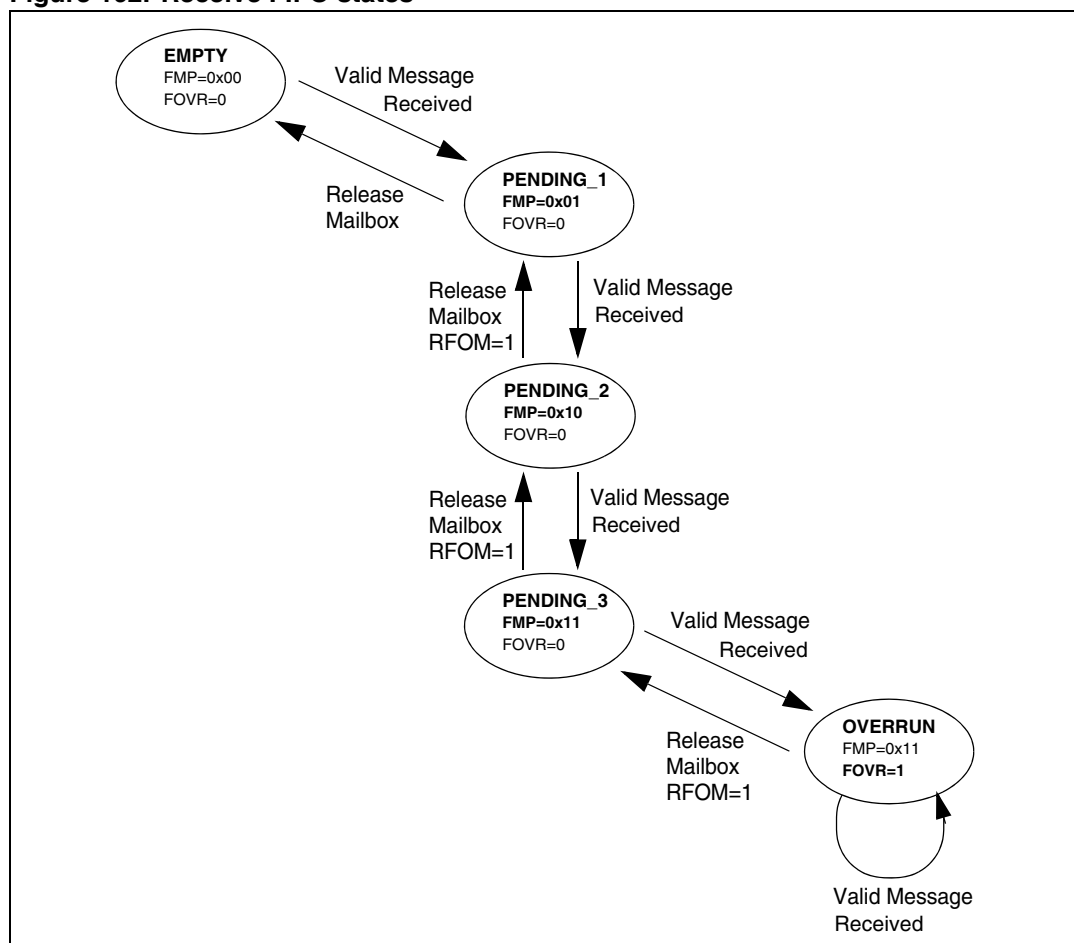 Figure Receive FIFO states
EMPTY
FMP=0x00
FOVR=0
Valid Message
Received
Release
Mailbox
PENDING_1
FMP=0x01
FOVR=0
Release
Mailbox
RFOM=1
Valid Message
Received
PENDING_2
FMP=0x10
FOVR=0
Release
Mailbox
RFOM=1
Valid Message
Received
PENDING_3
FMP=0x11
FOVR=0
Valid Message
Received
Release
Mailbox
RFOM=1
OVERRUN
FMP=0x11
FOVR=1
Valid Message
Received